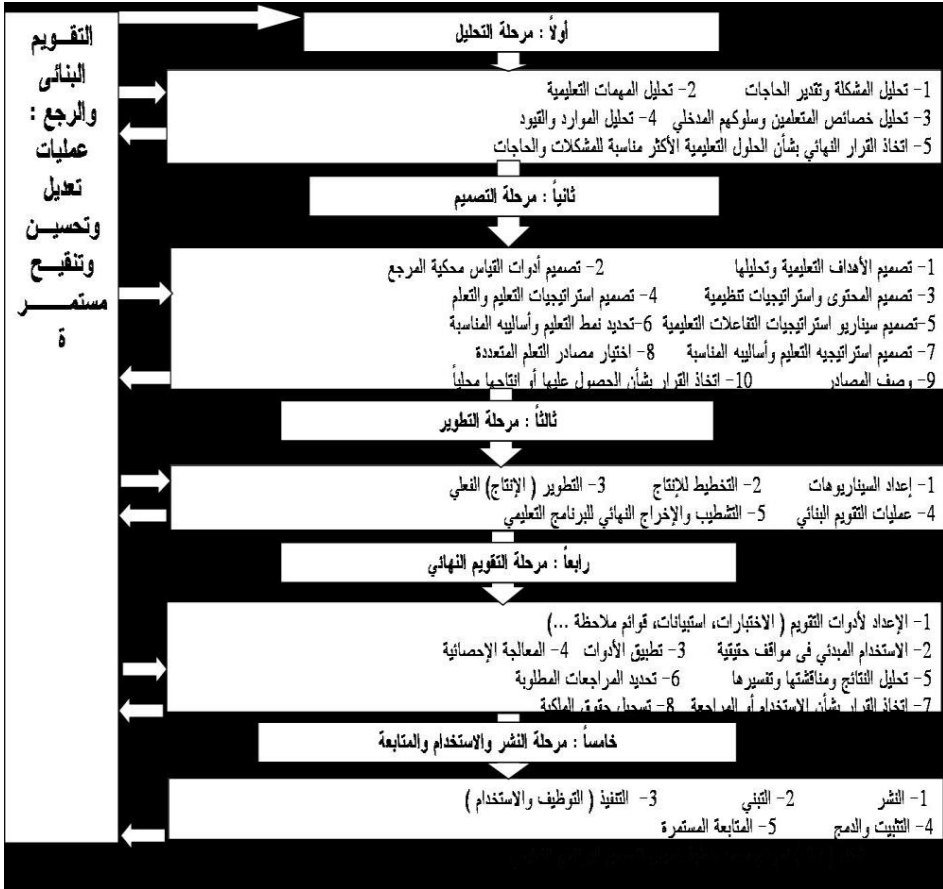 أولاً : مرحلة التحليل
1- تحليل المشكلة وتقدير الحاجات 2- تحليل المهمات التعليمية
3- تحليل خصائص المتعلمين وسلوكهم المدخلي 4- تحليل الموارد والقيود
5- اتخاذ القرار النهائي بشأن الحلول التعليمية الأكثر مناسبة للمشكلات والحاجات
ثانياً : مرحلة التصميم
1- تصميم الأهداف التعليمية وتحليلها 2- تصميم أدوات القياس محكية المرجع
3- تصميم المحتوى واستراتيجيات تنظيمية 4- تصميم استراتيجيات التعليم والتعلم
5-تصميم سيناريو استراتيجيات التفاعلات التعليمية 6-تحديد نمط التعليم وأساليبه المناسبة
7- تصميم استراتيجيه التعليم وأساليبه المناسبة 8- اختيار مصادر التعلم المتعددة
9- وصف المصادر 10- اتخاذ القرار بشأن الحصول عليها أو انتاجها محلياً
ثالثاً : مرحلة التطوير
1- إعداد السيناريوهات 2- التخطيط للإنتاج 3- التطوير ( الإنتاج) الفعلي
4- عمليات التقويم البنائي 5- التشطيب والإخراج النهائي للبرنامج التعليمي
رابعاً : مرحلة التقويم النهائي
1- الإعداد لأدوات التقويم ( الاختبارات، استبيانات، قوائم ملاحظة ...)
2- الاستخدام المبدئي فى مواقف حقيقية 3- تطبيق الأدوات 4- المعالجة الإحصائية
5- تحليل النتائج ومناقشتها وتفسيرها 6- تحديد المراجعات المطلوبة
7- اتخاذ القرار بشأن الاستخدام أو المراجعة 8- تسجيل حقوق الملكية
خامساً : مرحلة النشر والاستخدام والمتابعة
1- النشر 2- التبني 3- التنفيذ ( التوظيف والاستخدام )
4- التثبيت والدمج 5- المتابعة المستمرة
التقــويم
البنائى
والرجع :
عمليات
تعديل
وتحسيــن
وتنقيــح
مستمـــــر
ة